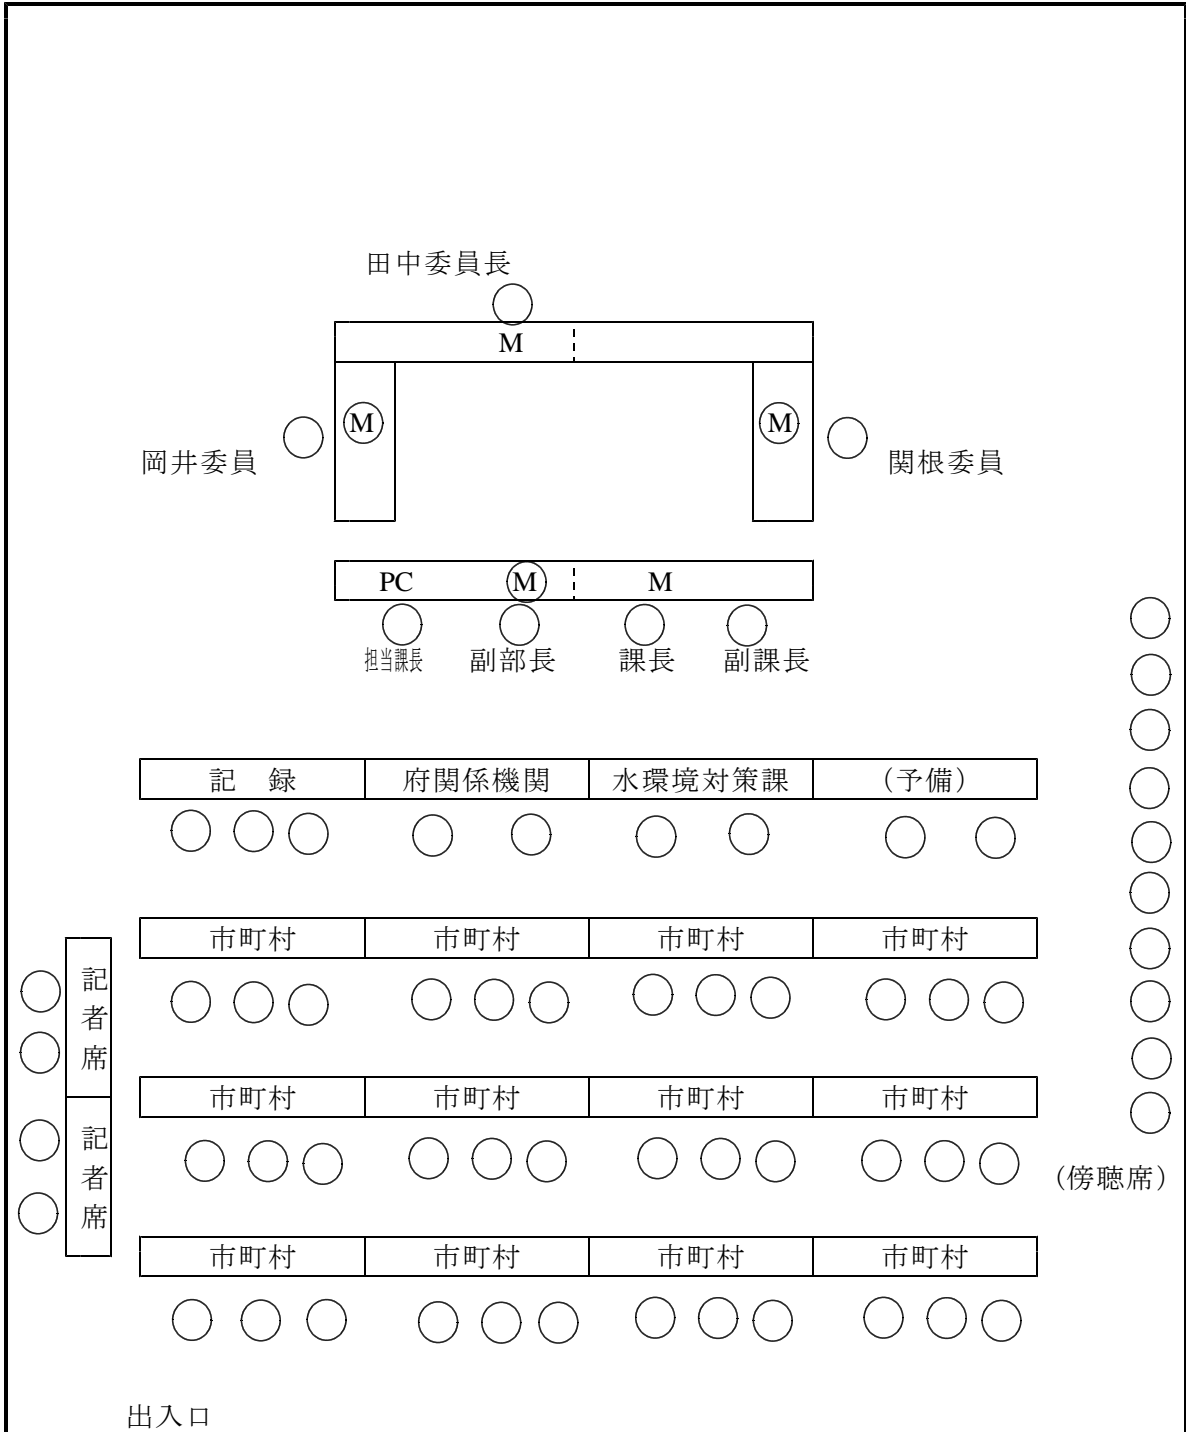 田中委員長
M
M M
岡井委員 関根委員
PC M M
担当課長 副部長 課長 副課長
記　録 府関係機関 水環境対策課 (予備)
市町村 市町村 市町村 市町村
記者席
市町村 市町村 市町村 市町村
記者席
(傍聴席)
市町村 市町村 市町村 市町村
出入口